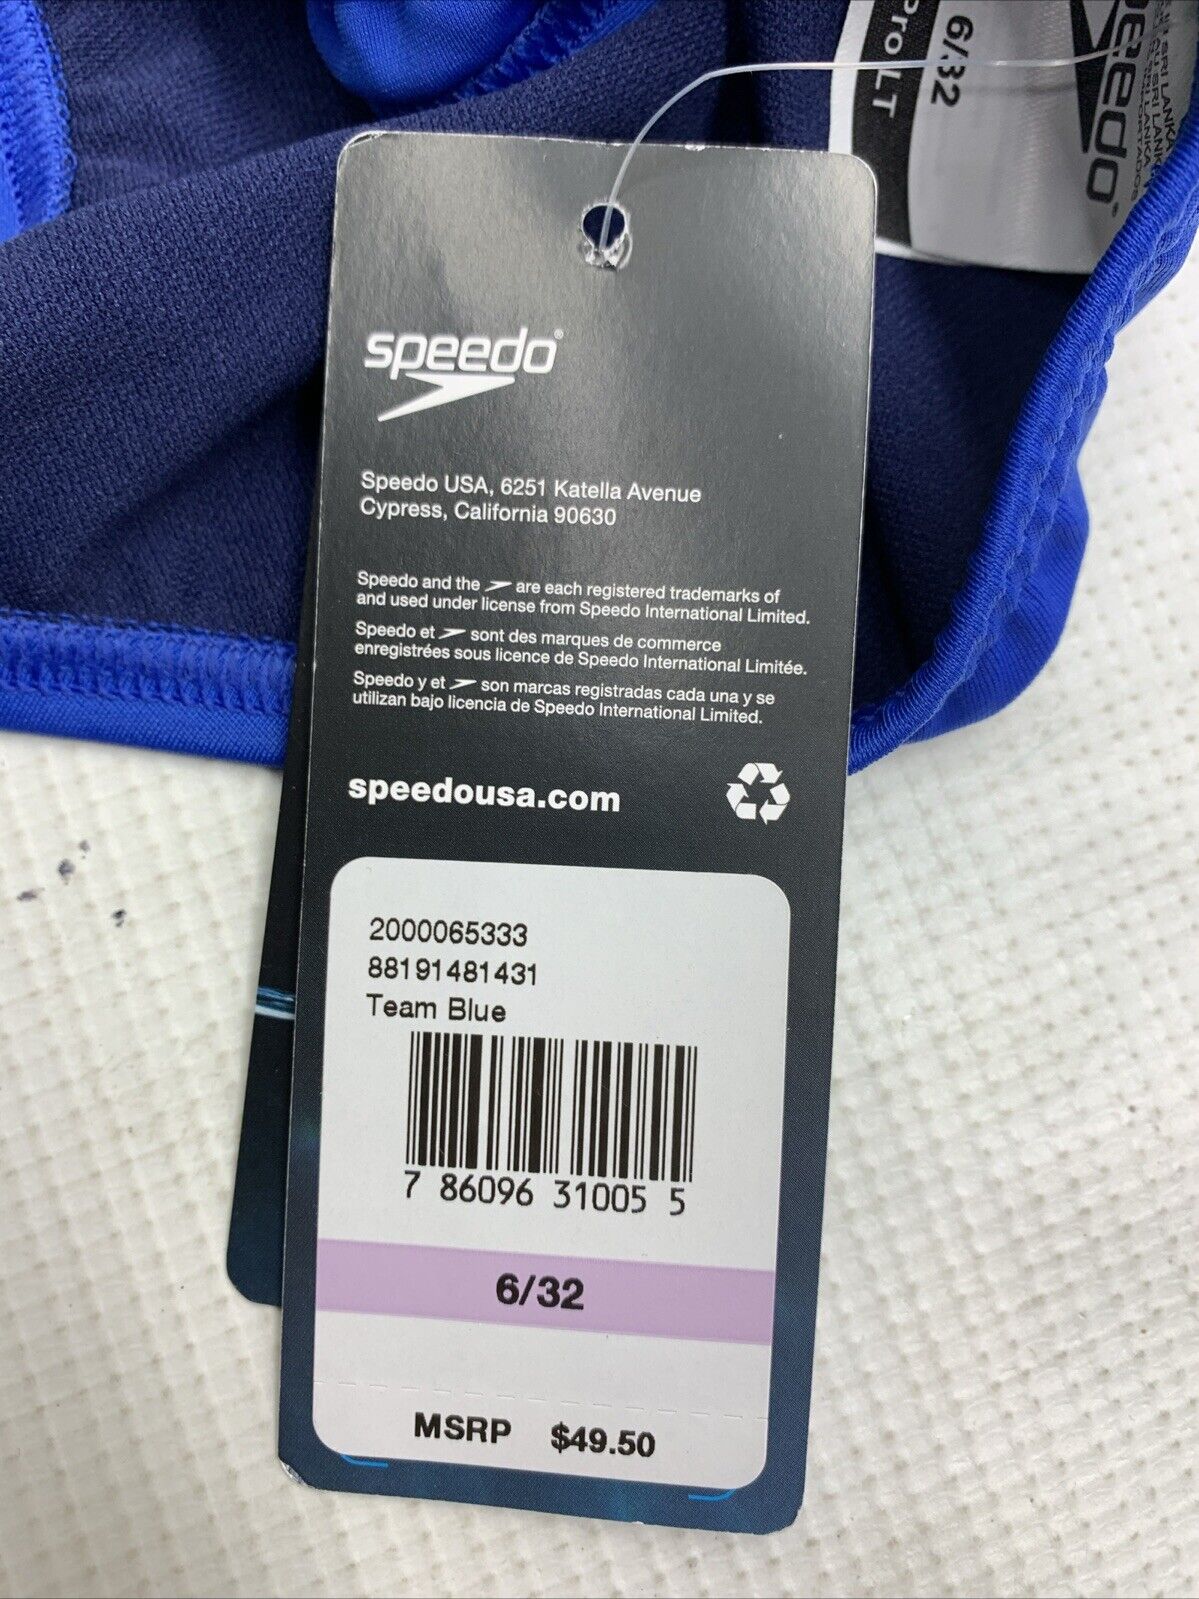 Pro LT
6/32
speedo®
SRI LANKA
speedo®
Speedo USA, 6251 Katella Avenue
Cypress, California 90630
Speedo and the are each registered trademarks of
and used under license from Speedo International Limited.
Speedo et sont des marques de commerce
enregistrées sous licence de Speedo International Limitée.
Speedo y et son marcas registradas cada una y se
utilizan bajo licencia de Speedo International Limited.
speedousa.com
2000065333
88191481431
Team Blue
7 86096 31005 5
6/32
MSRP $49.50